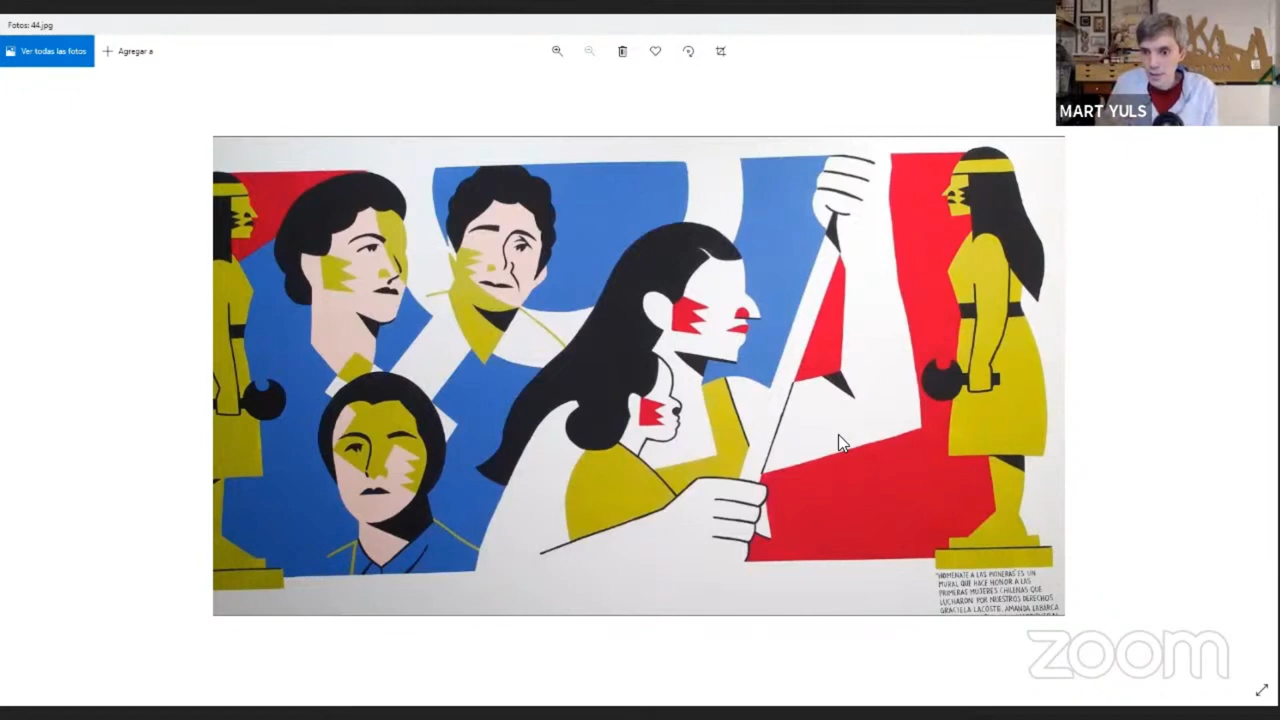 Fotos: 44.jpg
Ver todas las fotos
Agregar a
MART YULS
"HOMENAJE A LAS PIONERAS" ES UN
MURAL QUE HACE HONOR A LAS
PRIMERAS MUJERES CHILENAS QUE
LUCHARON POR NUESTROS DERECHOS
GRACIELA LACOSTE, AMANDA LABARCA
zoom